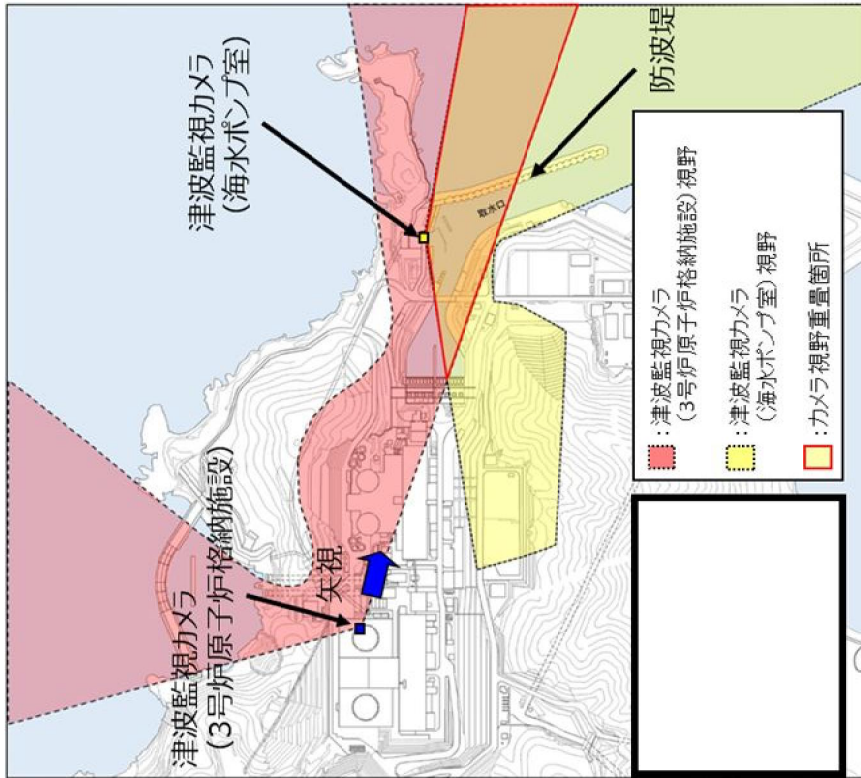 津波監視カメラ
(3号炉原子炉格納施設)
矢視
津波監視カメラ
(海水ポンプ室)
取水口
防波堤
:津波監視カメラ
(3号炉原子炉格納施設)視野
:津波監視カメラ
(海水ポンプ室)視野
:カメラ視野重畳箇所